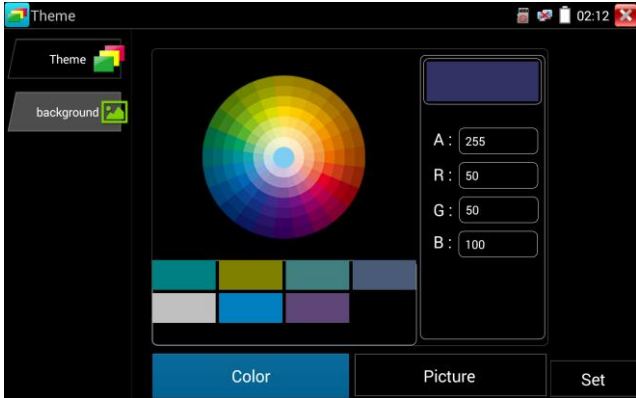 Theme
02:12
Theme
background
A : 255
R : 50
G : 50
B : 100
Color
Picture
Set